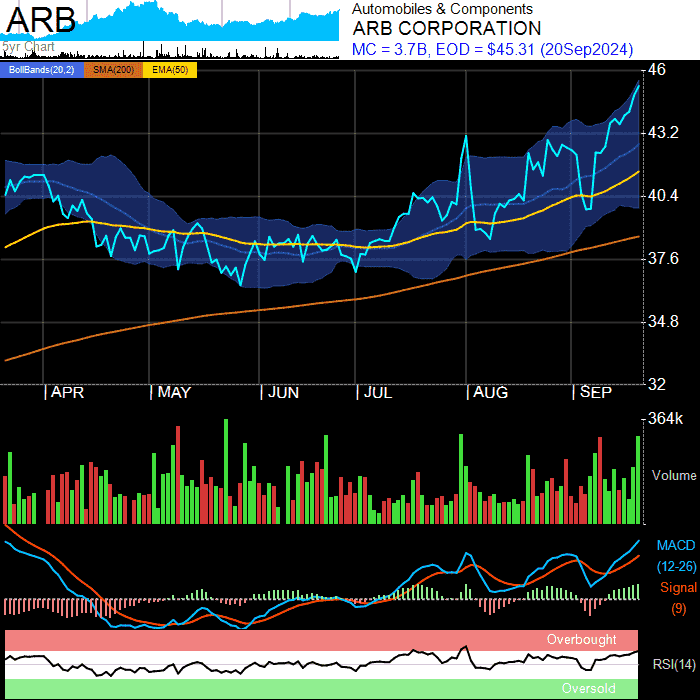 ARB
5yr Chart
Automobiles & Components
ARB CORPORATION
MC = 3.7B, EOD = $45.31 (20Sep2024)
BollBands(20,2) SMA(200) EMA(50)
46
43.2
40.4
37.6
34.8
32
APR MAY JUN JUL AUG SEP
364k
Volume
MACD
(12-26)
Signal
(9)
Overbought
RSI(14)
Oversold